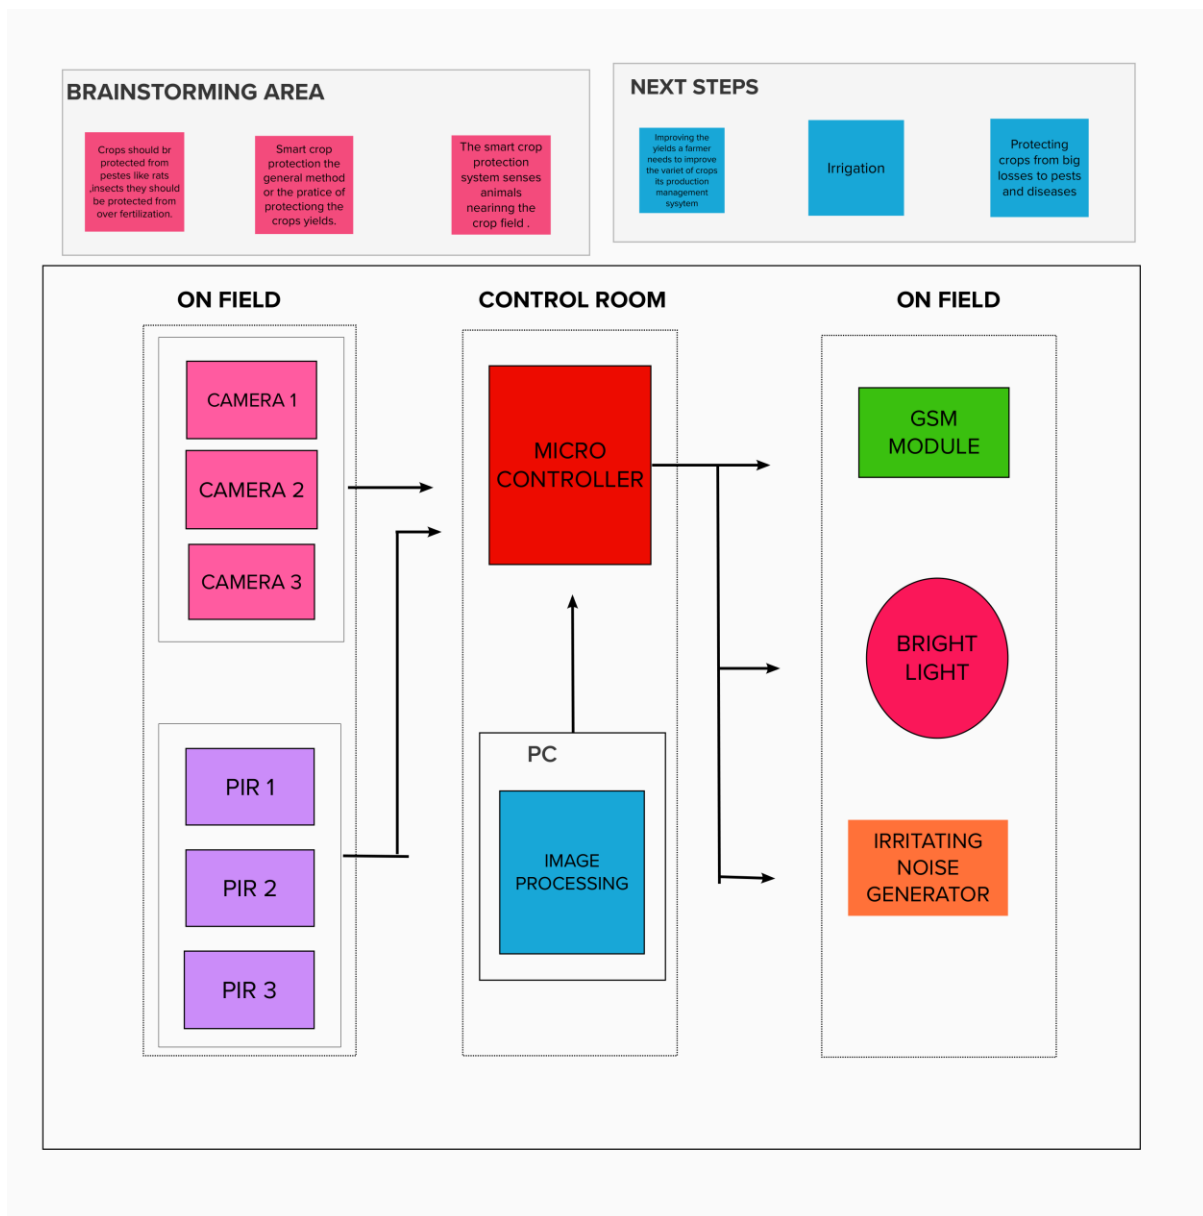 BRAINSTORMING AREA
Crops should br
protected from
pestes like rats
,insects they should
be protected from
over fertilization.
Smart crop
protection the
general method
or the pratice of
protectiong the
crops yields.
The smart crop
protection
system senses
animals
nearinng the
crop field .
NEXT STEPS
Improving the
yields a farmer
needs to improve
the variet of crops
its production
management
sysytem
Irrigation
Protecting
crops from big
losses to pests
and diseases
ON FIELD
CAMERA 1
CAMERA 2
CAMERA 3
PIR 1
PIR 2
PIR 3
CONTROL ROOM
MICRO
CONTROLLER
PC
IMAGE
PROCESSING
ON FIELD
GSM
MODULE
BRIGHT
LIGHT
IRRITATING
NOISE
GENERATOR